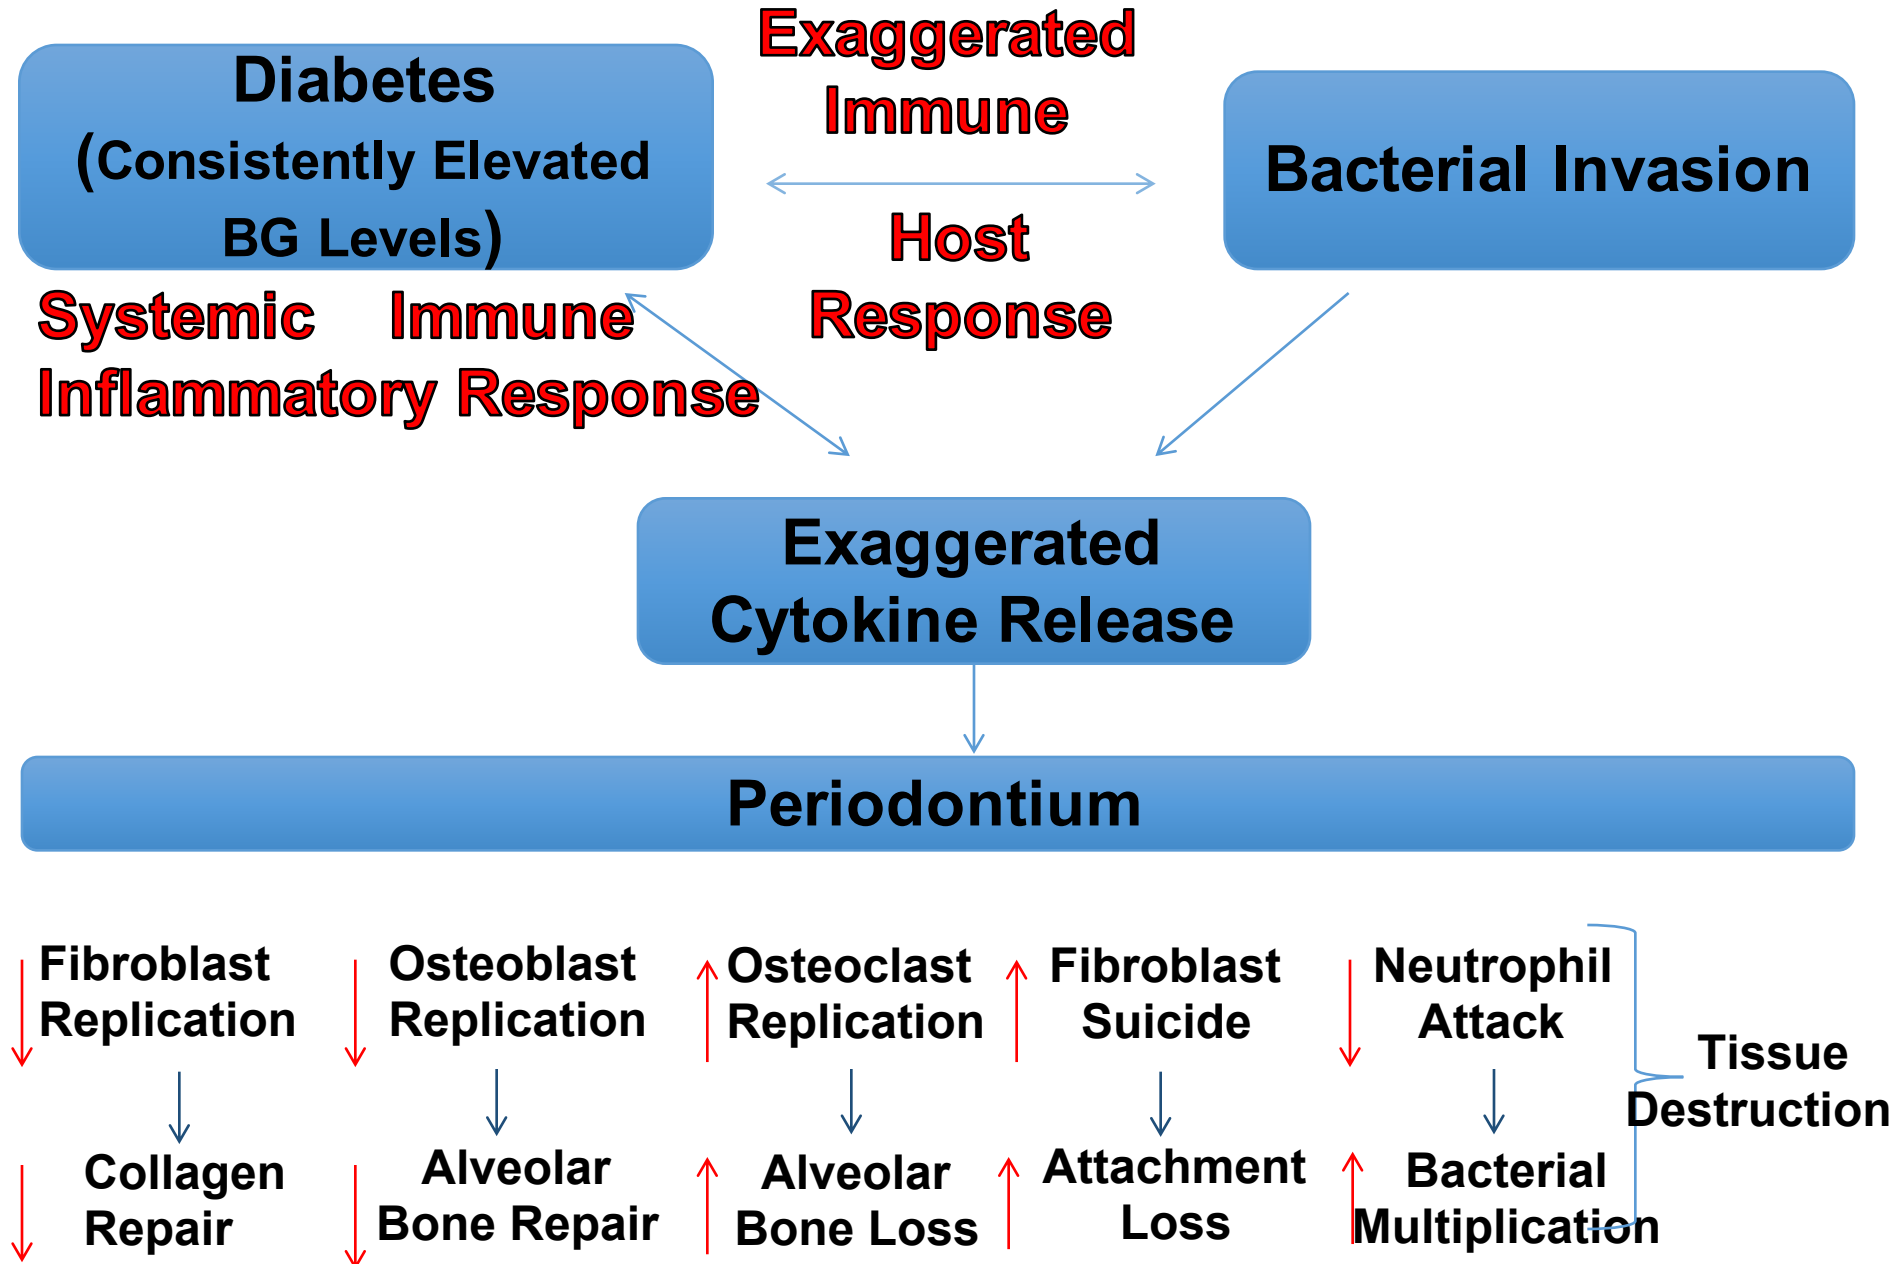 Exaggerated
Immune
Host
Response
Diabetes
(Consistently Elevated
BG Levels)
Bacterial Invasion
Systemic Immune
Inflammatory Response
Exaggerated
Cytokine Release
Periodontium
Fibroblast
Replication
Osteoblast
Replication
Osteoclast
Replication
Fibroblast
Suicide
Neutrophil
Attack
Collagen
Repair
Alveolar
Bone Repair
Alveolar
Bone Loss
Attachment
Loss
Bacterial
Multiplication
Tissue
Destruction